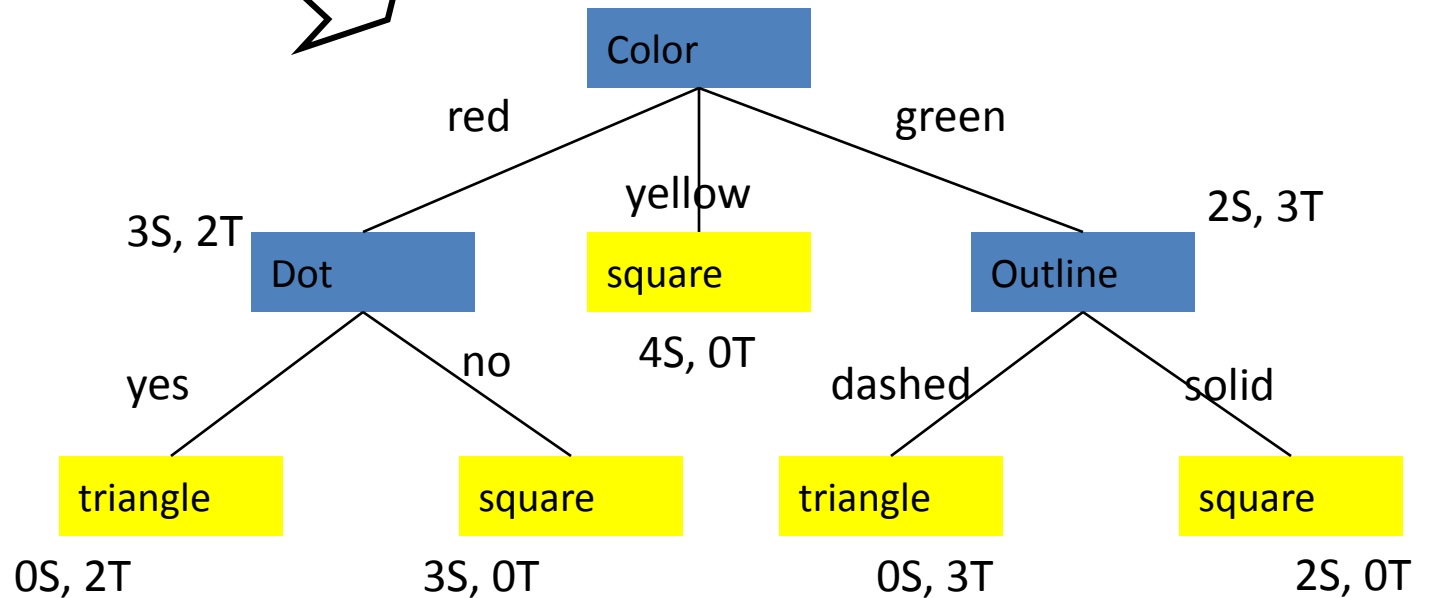 Color
red
green
yellow
3S, 2T
2S, 3T
Dot
square
Outline
4S, 0T
yes
no
dashed
solid
triangle
square
triangle
square
0S, 2T
3S, 0T
0S, 3T
2S, 0T